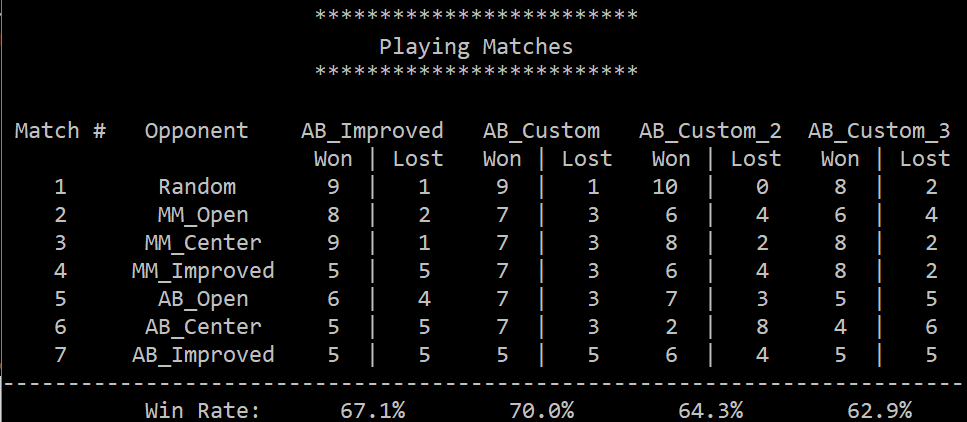 *************************
Playing Matches
*************************
Match # Opponent AB_Improved AB_Custom AB_Custom_2 AB_Custom_3
Won | Lost Won | Lost Won | Lost Won | Lost
1 Random 9 | 1 9 | 1 10 | 0 8 | 2
2 MM_Open 8 | 2 7 | 3 6 | 4 6 | 4
3 MM_Center 9 | 1 7 | 3 8 | 2 8 | 2
4 MM_Improved 5 | 5 7 | 3 6 | 4 8 | 2
5 AB_Open 6 | 4 7 | 3 7 | 3 5 | 5
6 AB_Center 5 | 5 7 | 3 2 | 8 4 | 6
7 AB_Improved 5 | 5 5 | 5 6 | 4 5 | 5
--------------------------------------------------------------------------
Win Rate: 67.1% 70.0% 64.3% 62.9%